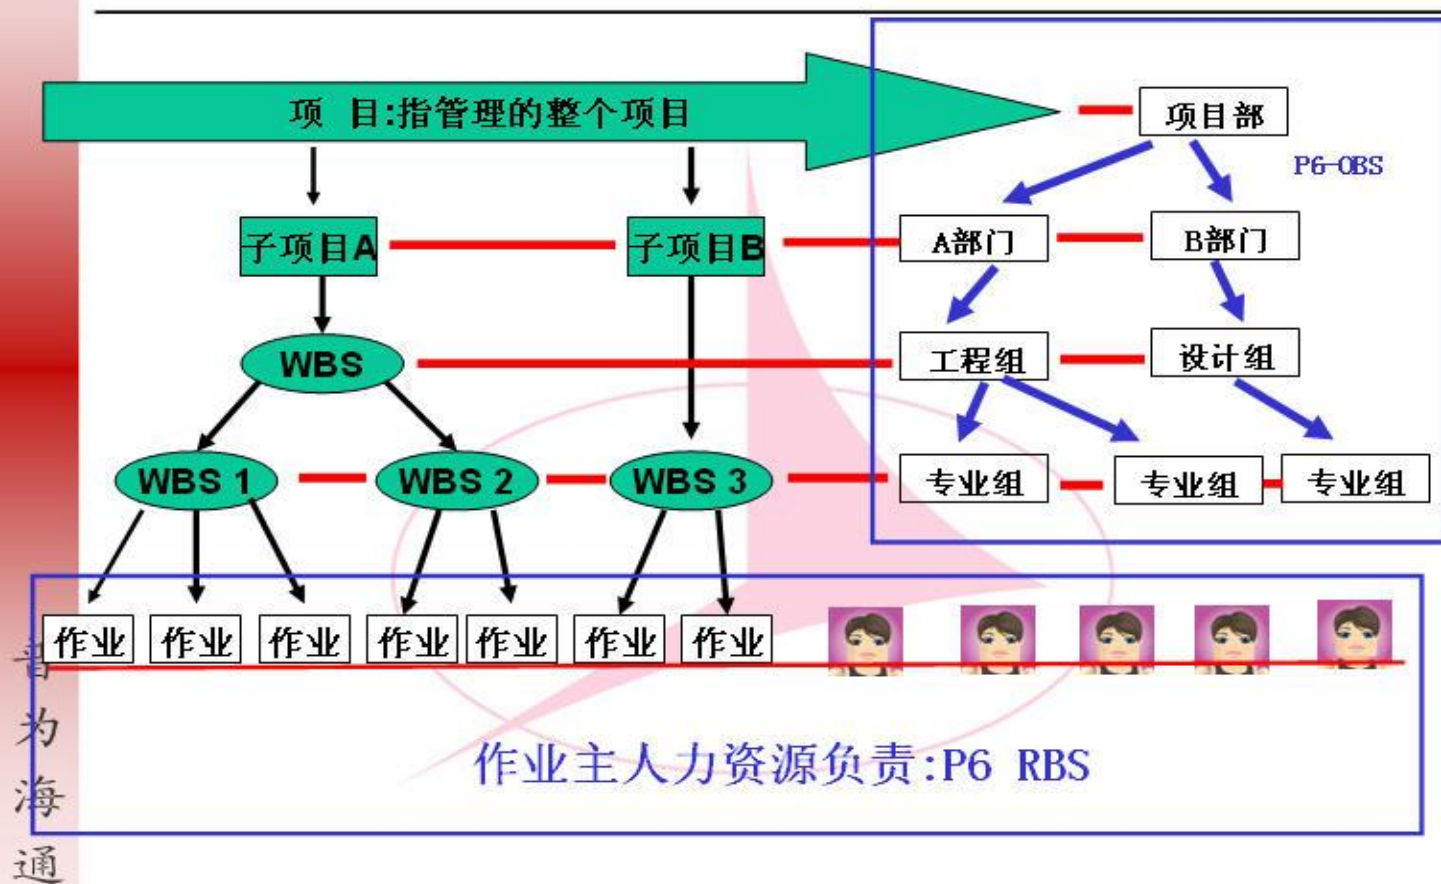 项 目:指管理的整个项目
项目部
P6-OBS
子项目A
子项目B
A部门
B部门
WBS
工程组
设计组
WBS 1
WBS 2
WBS 3
专业组
专业组
专业组
作业
作业
作业
作业
作业
作业
作业
作业主人力资源负责:P6 RBS
普
为
海
通